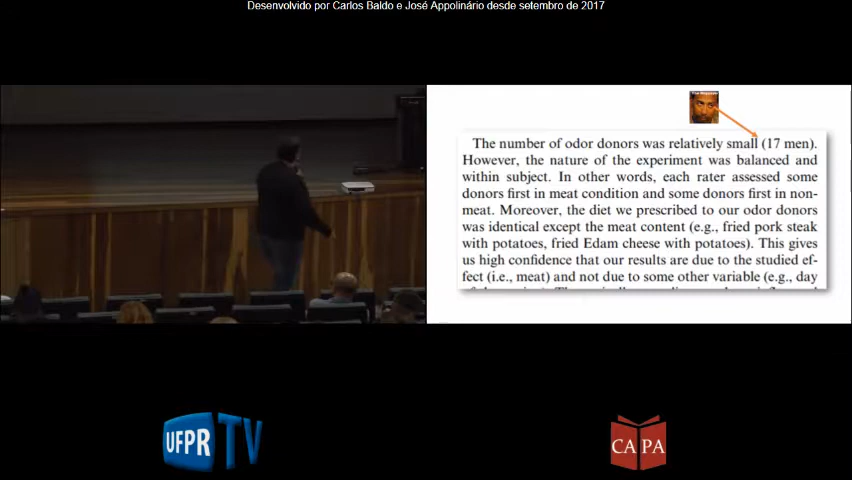 Desenvolvido por Carlos Baldo e José Appolinário desde setembro de 2017
The number of odor donors was relatively small (17 men).
However, the nature of the experiment was balanced and
within subject. In other words, each rater assessed some
donors first in meat condition and some donors first in non-
meat. Moreover, the diet we prescribed to our odor donors
was identical except the meat content (e.g., fried pork steak
with potatoes, fried Edam cheese with potatoes). This gives
us high confidence that our results are due to the studied ef-
fect (i.e., meat) and not due to some other variable (e.g., day
UFPR TV
CAPA